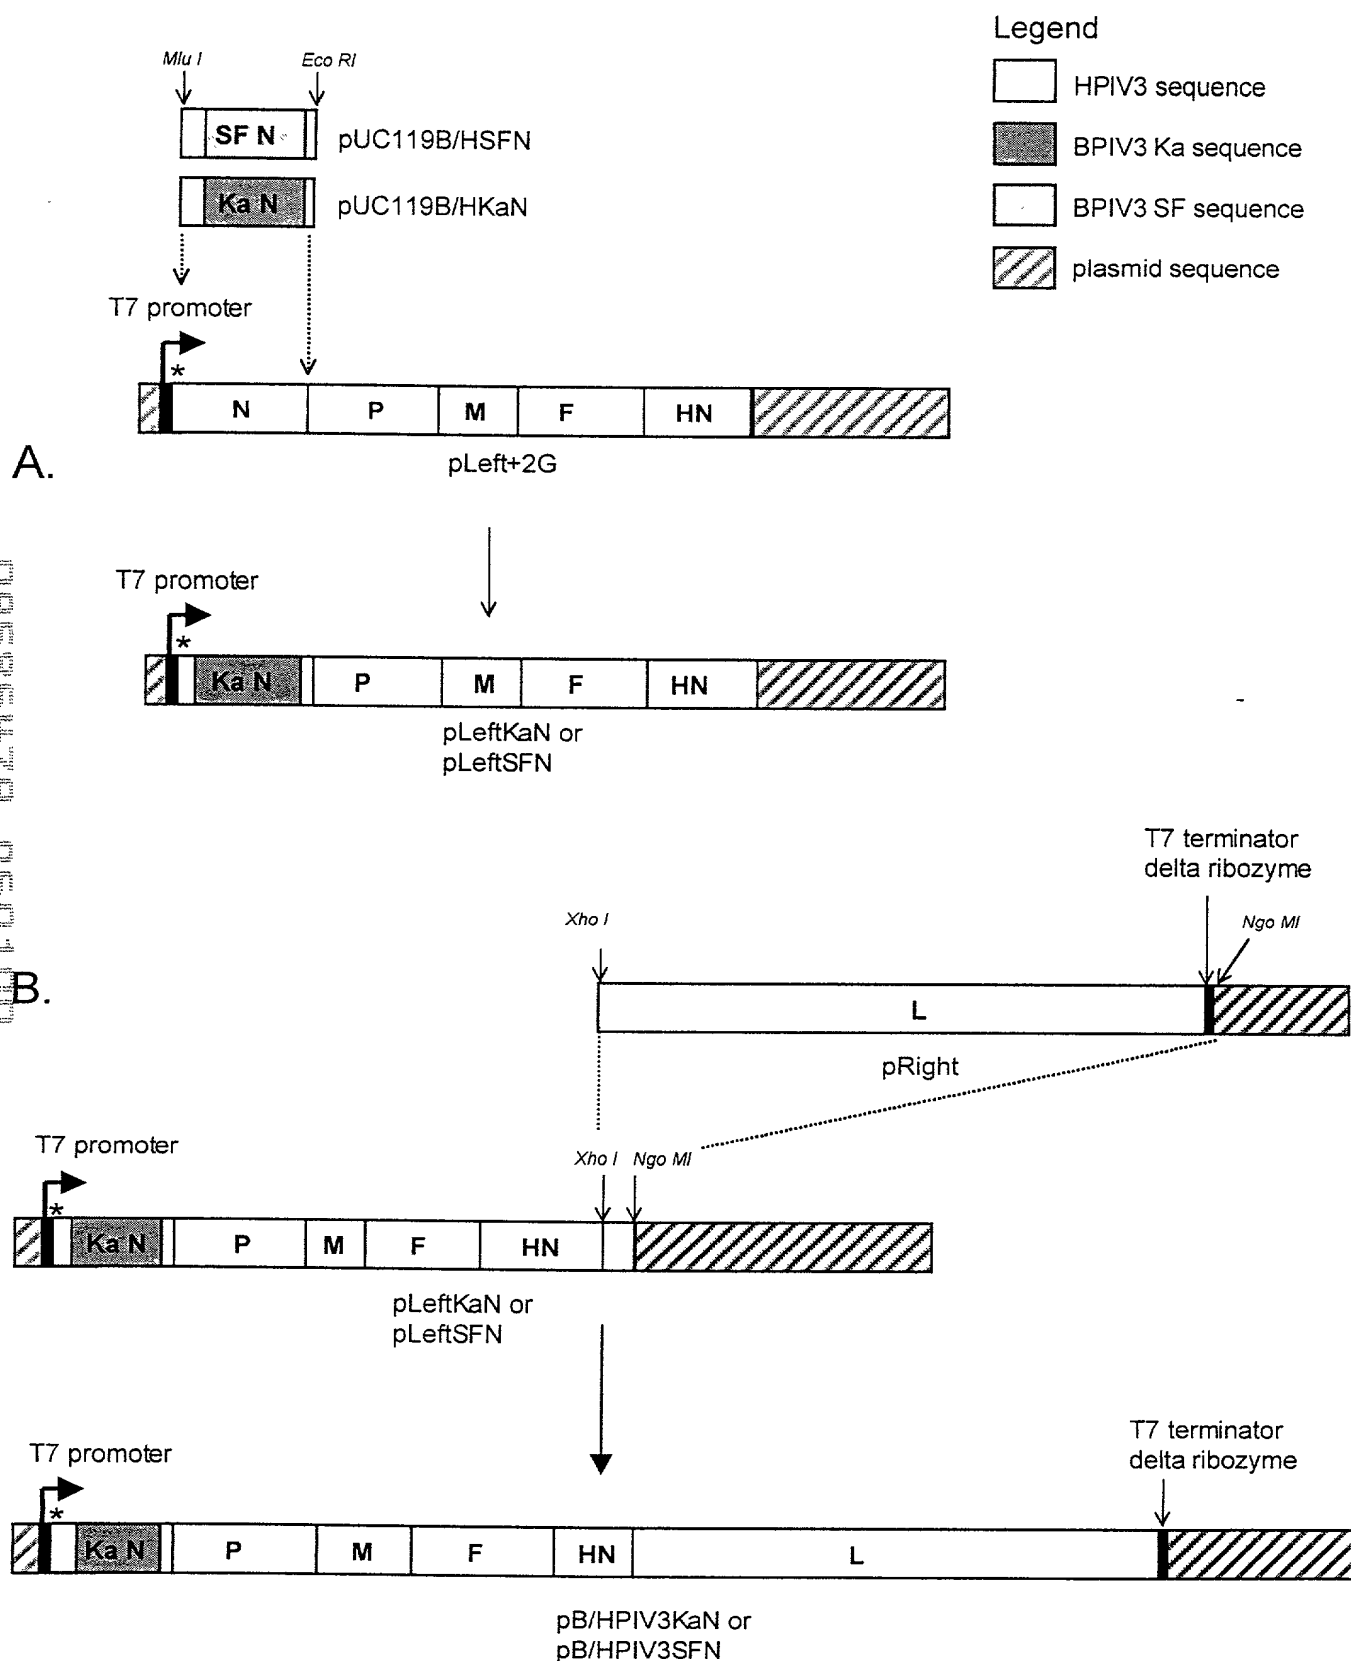 Legend
HPIV3 sequence
BPIV3 Ka sequence
BPIV3 SF sequence
plasmid sequence
Mlu I
Eco RI
SF N
pUC119B/HSFN
Ka N
pUC119B/HKaN
T7 promoter
*
N P M F HN
pLeft+2G
A.
T7 promoter
*
Ka N P M F HN
pLeftKaN or
pLeftSFN
T7 terminator
delta ribozyme
Xho I
Ngo MI
B.
L
pRight
T7 promoter
Xho I Ngo MI
*
Ka N P M F HN
pLeftKaN or
pLeftSFN
T7 terminator
delta ribozyme
T7 promoter
*
Ka N P M F HN L
pB/HPIV3KaN or
pB/HPIV3SFN